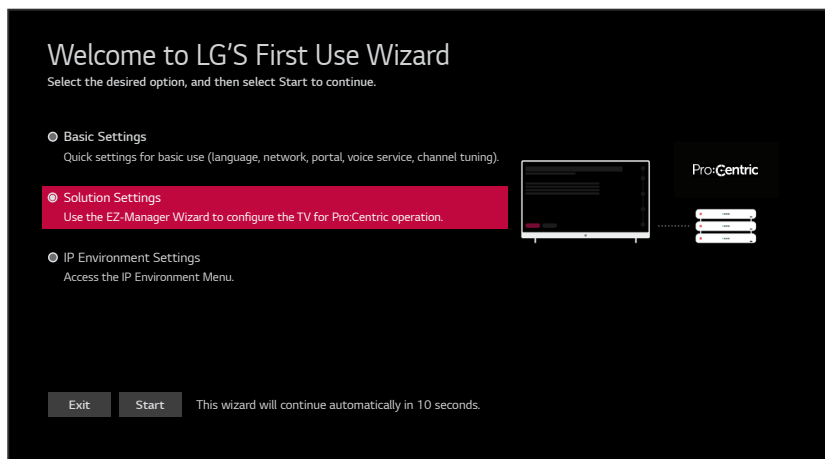 Welcome to LG'S First Use Wizard
Select the desired option, and then select Start to continue.
Basic Settings
Quick settings for basic use (language, network, portal, voice service, channel tuning).
Solution Settings
Use the EZ-Manager Wizard to configure the TV for Pro:Centric operation.
IP Environment Settings
Access the IP Environment Menu.
Pro:Centric
Exit
Start
This wizard will continue automatically in 10 seconds.